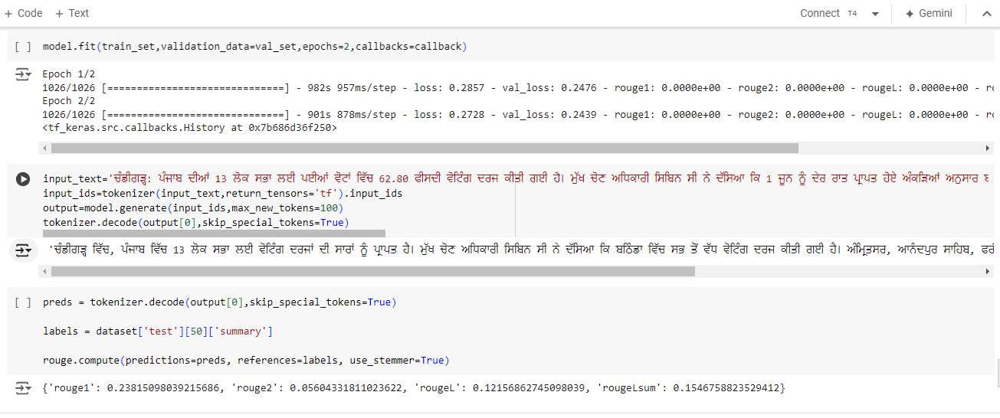 + Code + Text
Connect T4 Gemini
[ ] model.fit(train_set,validation_data=val_set,epochs=2,callbacks=callback)
Epoch 1/2
1026/1026 [==============================] - 982s 957ms/step - loss: 0.2857 - val_loss: 0.2476 - rouge1: 0.0000e+00 - rouge2: 0.0000e+00 - rougeL: 0.0000e+00 -
Epoch 2/2
1026/1026 [==============================] - 901s 878ms/step - loss: 0.2728 - val_loss: 0.2439 - rouge1: 0.0000e+00 - rouge2: 0.0000e+00 - rougeL: 0.0000e+00 -
<tf_keras.src.callbacks.History at 0x7b686d36f250>
input_text='ਚੰਡੀਗੜ੍ਹ: ਪੰਜਾਬ ਦੀਆਂ 13 ਲੋਕ ਸਭਾ ਲਈ ਪਈਆਂ ਵੋਟਾਂ ਵਿੱਚ 62.80 ਫੀਸਦੀ ਵੋਟਿੰਗ ਦਰਜ ਕੀਤੀ ਗਈ ਹੈ। ਮੁੱਖ ਚੋਣ ਅਧਿਕਾਰੀ ਸਿਬਿਨ ਸੀ ਨੇ ਦੱਸਿਆ ਕਿ 1 ਜੂਨ ਨੂੰ ਦੇਰ ਰਾਤ ਪ੍ਰਾਪਤ ਹੋਏ ਅੰਕੜਿਆਂ ਅਨੁਸਾਰ
input_ids=tokenizer(input_text,return_tensors='tf').input_ids
output=model.generate(input_ids,max_new_tokens=100)
tokenizer.decode(output[0],skip_special_tokens=True)
'ਚੰਡੀਗੜ੍ਹ ਵਿੱਚ, ਪੰਜਾਬ ਵਿੱਚ 13 ਲੋਕ ਸਭਾ ਲਈ ਵੋਟਿੰਗ ਦਰਜਾਂ ਦੀ ਸਾਰਾਂ ਨੂੰ ਪ੍ਰਾਪਤ ਹੈ। ਮੁੱਖ ਚੋਣ ਅਧਿਕਾਰੀ ਸਿਬਿਨ ਸੀ ਨੇ ਦੱਸਿਆ ਕਿ ਬਠਿੰਡਾ ਵਿੱਚ ਸਭ ਤੋਂ ਵੱਧ ਵੋਟਿੰਗ ਦਰਜ ਕੀਤੀ ਗਈ ਹੈ। ਅੰਮ੍ਰਿਤਸਰ, ਆਨੰਦਪੁਰ ਸਾਹਿਬ,
[ ] preds = tokenizer.decode(output[0],skip_special_tokens=True)
labels = dataset['test'][50]['summary']
rouge.compute(predictions=preds, references=labels, use_stemmer=True)
{'rouge1': 0.23815098039215686, 'rouge2': 0.05604331811023622, 'rougeL': 0.12156862745098039, 'rougeLsum': 0.1546758823529412}